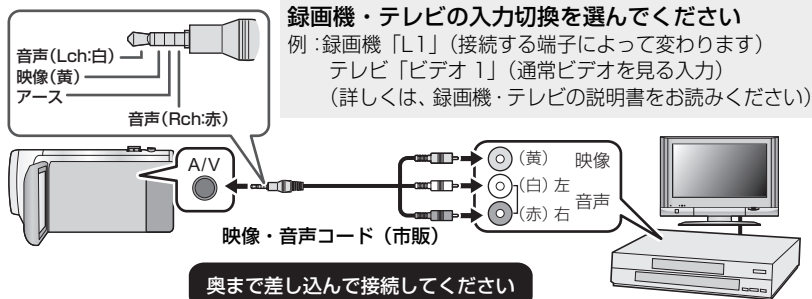 録画機・テレビの入力切換を選んでください
例：録画機「L1」（接続する端子によって変わります）
テレビ「ビデオ 1」（通常ビデオを見る入力）
（詳しくは、録画機・テレビの説明書をお読みください）
音声（Lch:白）
映像（黄）
アース
音声（Rch:赤）
A/V
（黄） 映像
（白）左
音声
（赤）右
映像・音声コード（市販）
奥まで差し込んで接続してください